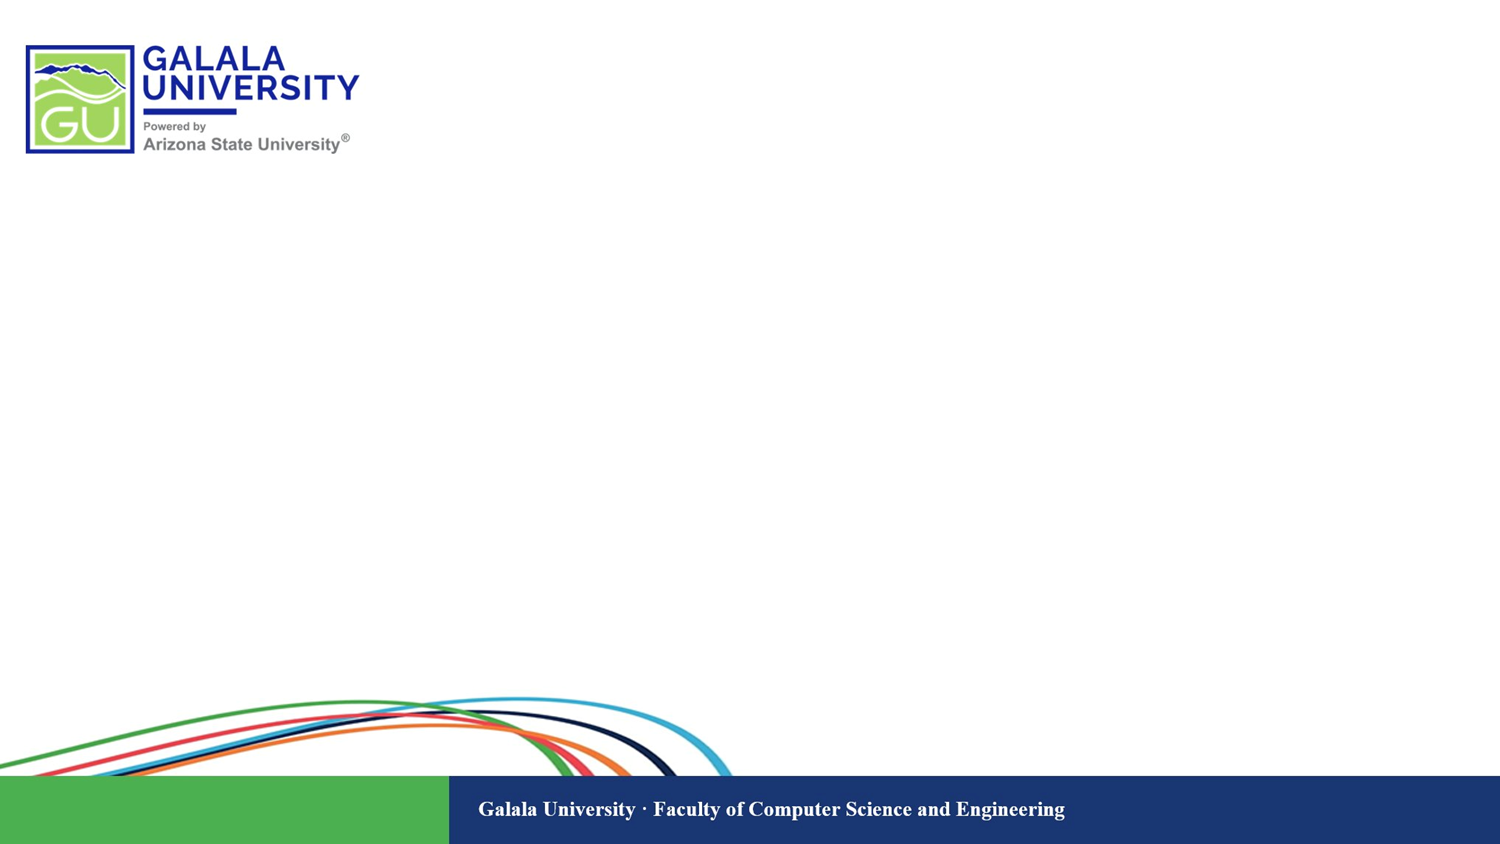 GALALA
UNIVERSITY
Powered by
Arizona State University®
GU
Galala University · Faculty of Computer Science and Engineering